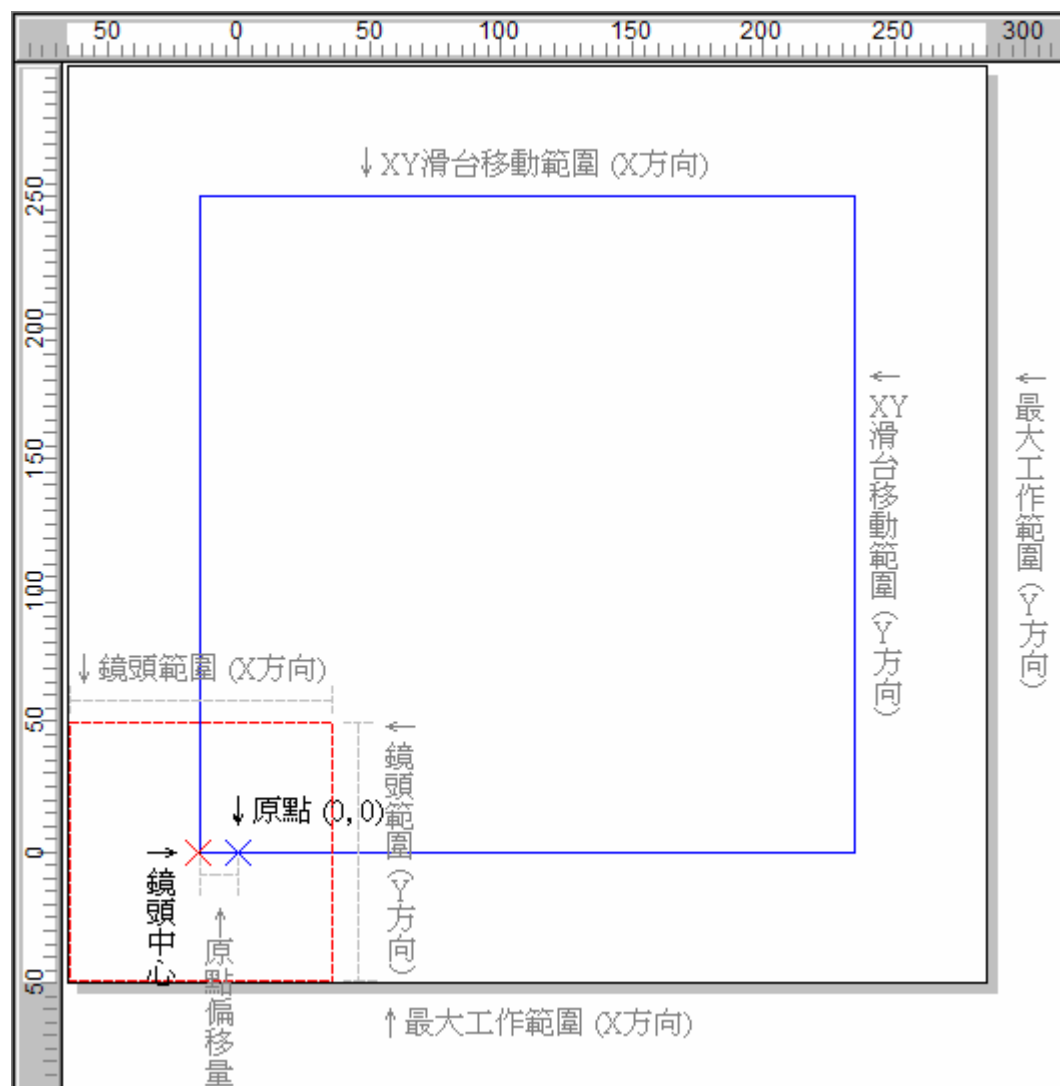 50 0 50 100 150 200 250 300
↓XY滑台移動範圍 (X方向)
250
200
150
100
50
0
50
←XY滑台移動範圍 (Y方向)
←最大工作範圍 (Y方向)
↓鏡頭範圍 (X方向)
←鏡頭範圍 (Y方向)
↓原點 (0,0)
→鏡頭中心
↑原點偏移量
↑最大工作範圍 (X方向)